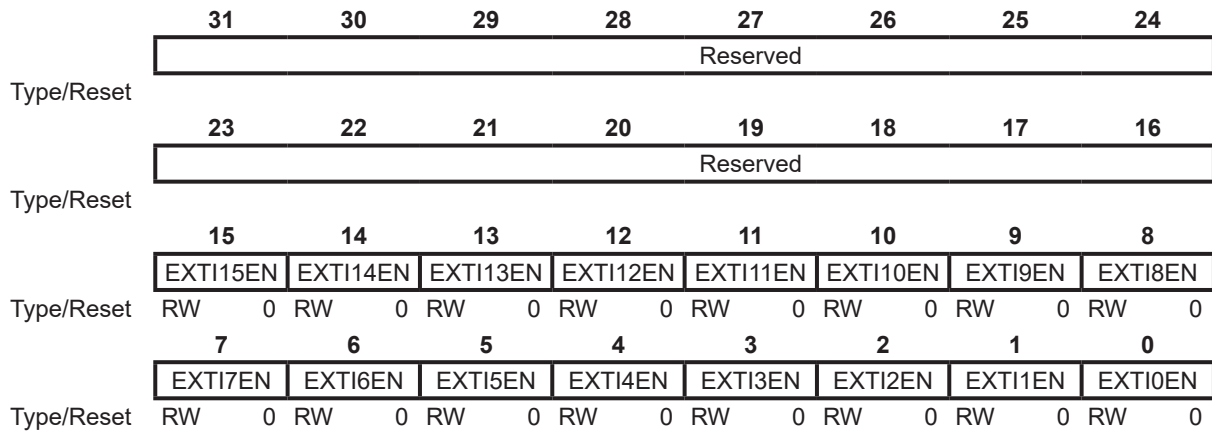 31 30 29 28 27 26 25 24
Reserved
Type/Reset
23 22 21 20 19 18 17 16
Reserved
Type/Reset
15 14 13 12 11 10 9 8
EXTI15EN EXTI14EN EXTI13EN EXTI12EN EXTI11EN EXTI10EN EXTI9EN EXTI8EN
Type/Reset RW 0 RW 0 RW 0 RW 0 RW 0 RW 0 RW 0 RW 0
7 6 5 4 3 2 1 0
EXTI7EN EXTI6EN EXTI5EN EXTI4EN EXTI3EN EXTI2EN EXTI1EN EXTI0EN
Type/Reset RW 0 RW 0 RW 0 RW 0 RW 0 RW 0 RW 0 RW 0